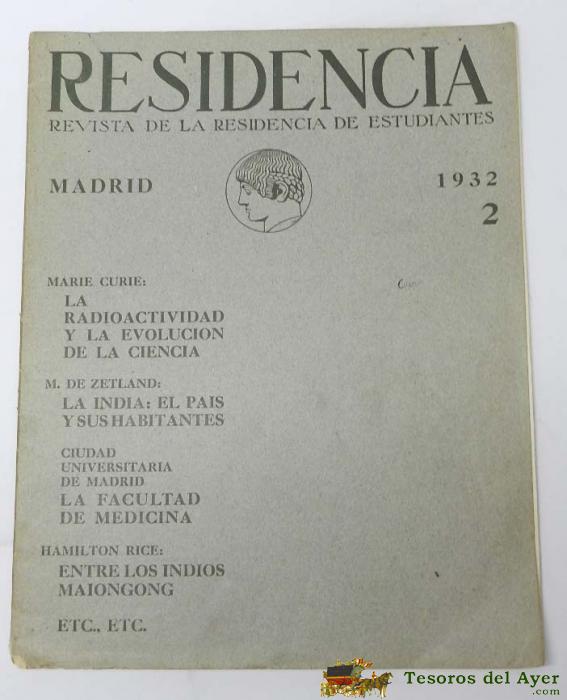 RESIDENCIA
REVISTA DE LA RESIDENCIA DE ESTUDIANTES
MADRID
1932
2
MARIE CURIE:
LA
RADIOACTIVIDAD
Y LA EVOLUCION
DE LA CIENCIA
M. DE ZETLAND:
LA INDIA: EL PAIS
Y SUS HABITANTES
CIUDAD
UNIVERSITARIA
DE MADRID
LA FACULTAD
DE MEDICINA
HAMILTON RICE:
ENTRE LOS INDIOS
MAIONGONG
ETC., ETC.
Tesoros del Ayer
.com